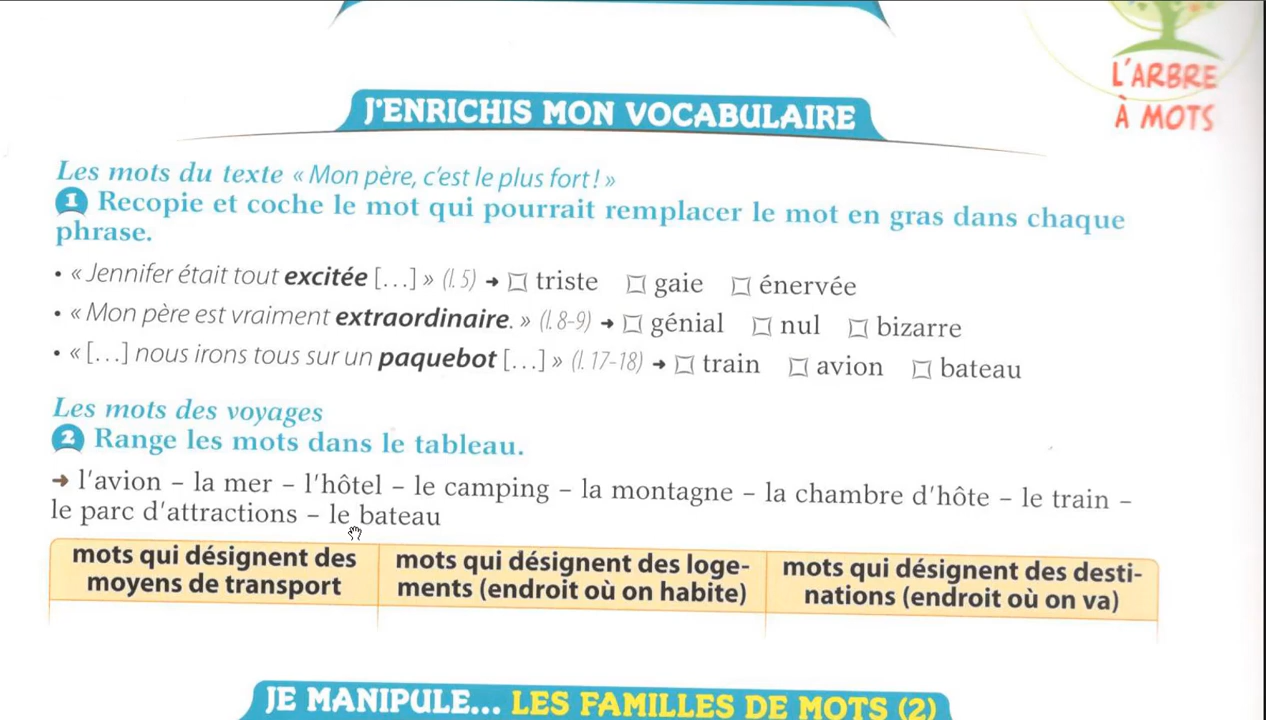 L'ARBRE
À MOTS
J'ENRICHIS MON VOCABULAIRE
Les mots du texte « Mon père, c'est le plus fort ! »
1 Recopie et coche le mot qui pourrait remplacer le mot en gras dans chaque
phrase.
• « Jennifer était tout excitée [...] » (l. 5) ➜ ☐ triste ☐ gaie ☐ énervée
• « Mon père est vraiment extraordinaire. » (l. 8-9) ➜ ☐ génial ☐ nul ☐ bizarre
• « [...] nous irons tous sur un paquebot [...] » (l. 17-18) ➜ ☐ train ☐ avion ☐ bateau
Les mots des voyages
2 Range les mots dans le tableau.
➜ l'avion – la mer – l'hôtel – le camping – la montagne – la chambre d'hôte – le train –
le parc d'attractions – le bateau
mots qui désignent des
moyens de transport
mots qui désignent des loge-
ments (endroit où on habite)
mots qui désignent des desti-
nations (endroit où on va)
JE MANIPULE... LES FAMILLES DE MOTS (2)